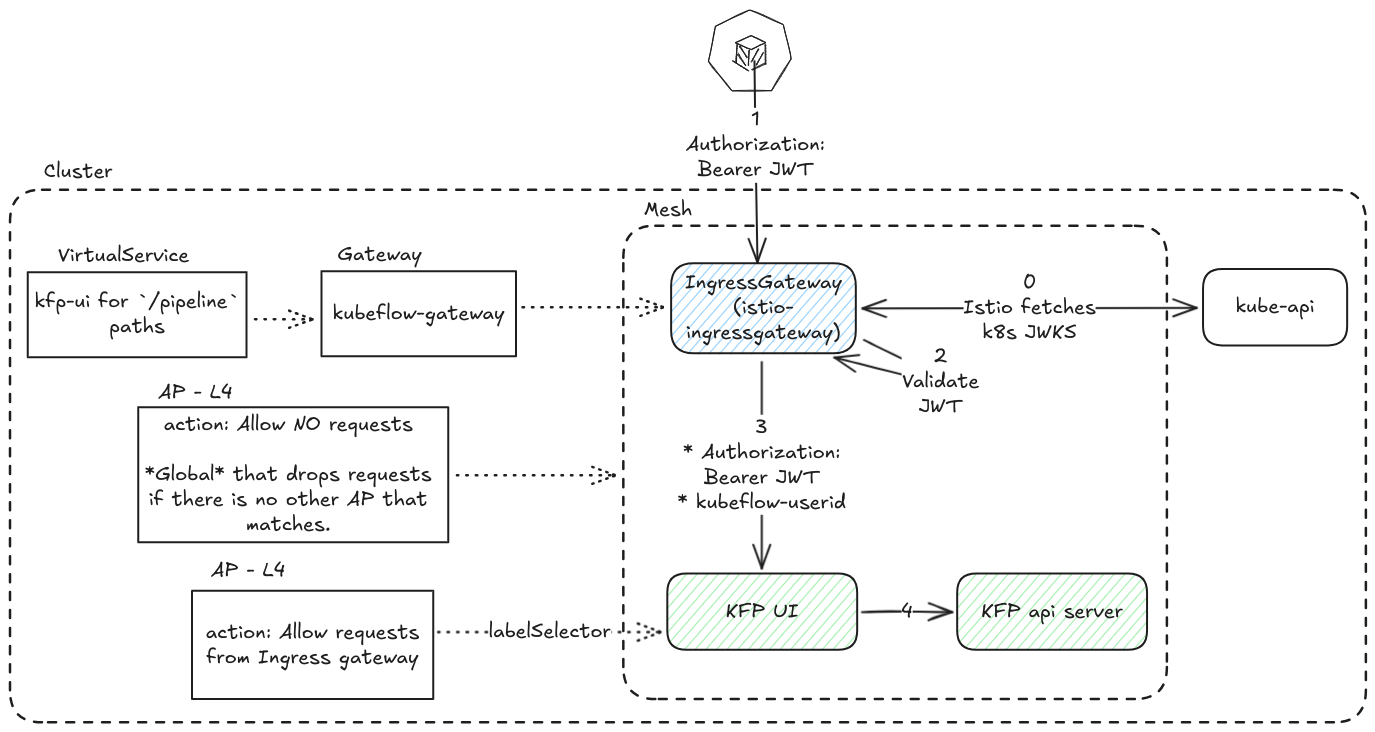 1
Authorization:
Bearer JWT
Cluster
Mesh
VirtualService
kfp-ui for `/pipeline`
paths
Gateway
kubeflow-gateway
IngressGateway
(istio-
ingressgateway)
0
Istio fetches
k8s JWKS
kube-api
2
Validate
JWT
AP - L4
action: Allow NO requests
*Global* that drops requests
if there is no other AP that
matches.
3
* Authorization:
Bearer JWT
* kubeflow-userid
AP - L4
action: Allow requests
from Ingress gateway
labelSelector
KFP UI
4
KFP api server